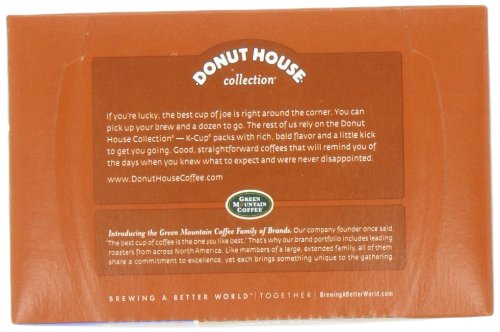 DONUT HOUSE
collection®
If you're lucky, the best cup of joe is right around the corner. You can
pick up your brew and a dozen to go. The rest of us rely on the Donut
House Collection® — K-Cup® packs with rich, bold flavor and a little kick
to get you going. Good, straightforward coffees that will remind you of
the days when you knew what to expect and were never disappointed.
www.DonutHouseCoffee.com
GREEN
MOUNTAIN
COFFEE®
Introducing the Green Mountain Coffee Family of Brands. Our company founder once said,
"The best cup of coffee is the one you like best." That's why our brand portfolio includes leading
roasters from across North America. Like members of a large, extended family, all of them
share a commitment to excellence, yet each brings something unique to the gathering.
BREWING A BETTER WORLD | TOGETHER | BrewingABetterWorld.com